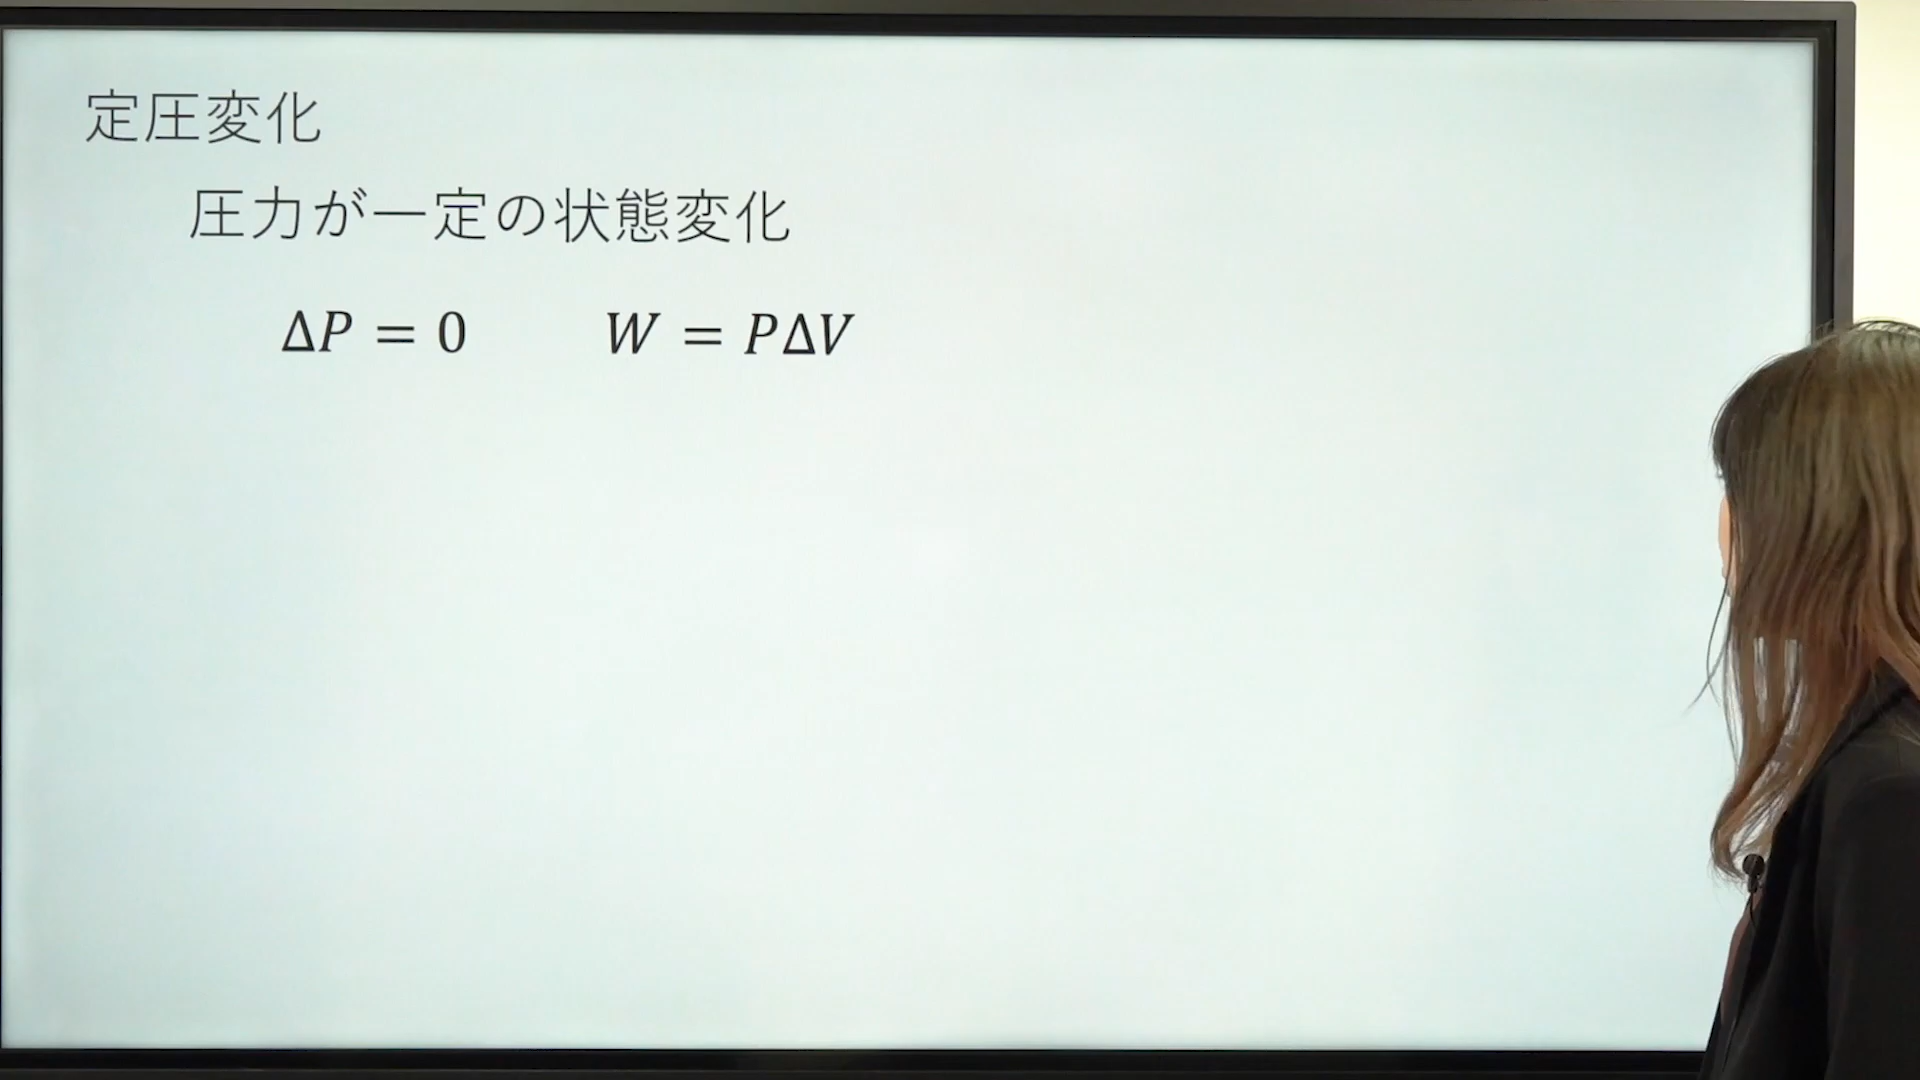 定圧変化
圧力が一定の状態変化
ΔP = 0 W = PΔV